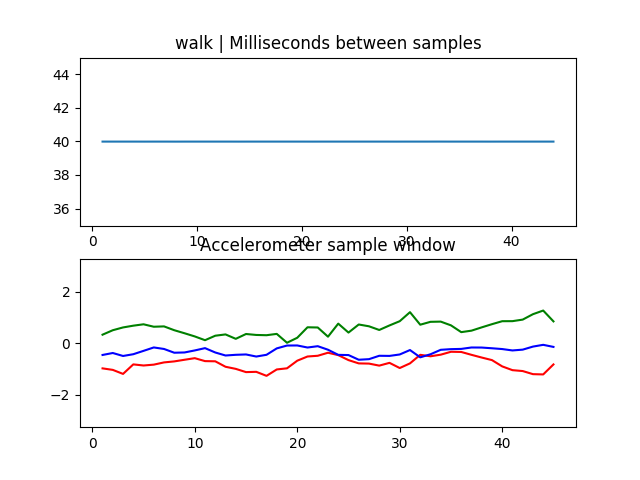 walk | Milliseconds between samples
44
42
40
38
36
0 10 20 30 40
Accelerometer sample window
2
0
−2
0 10 20 30 40